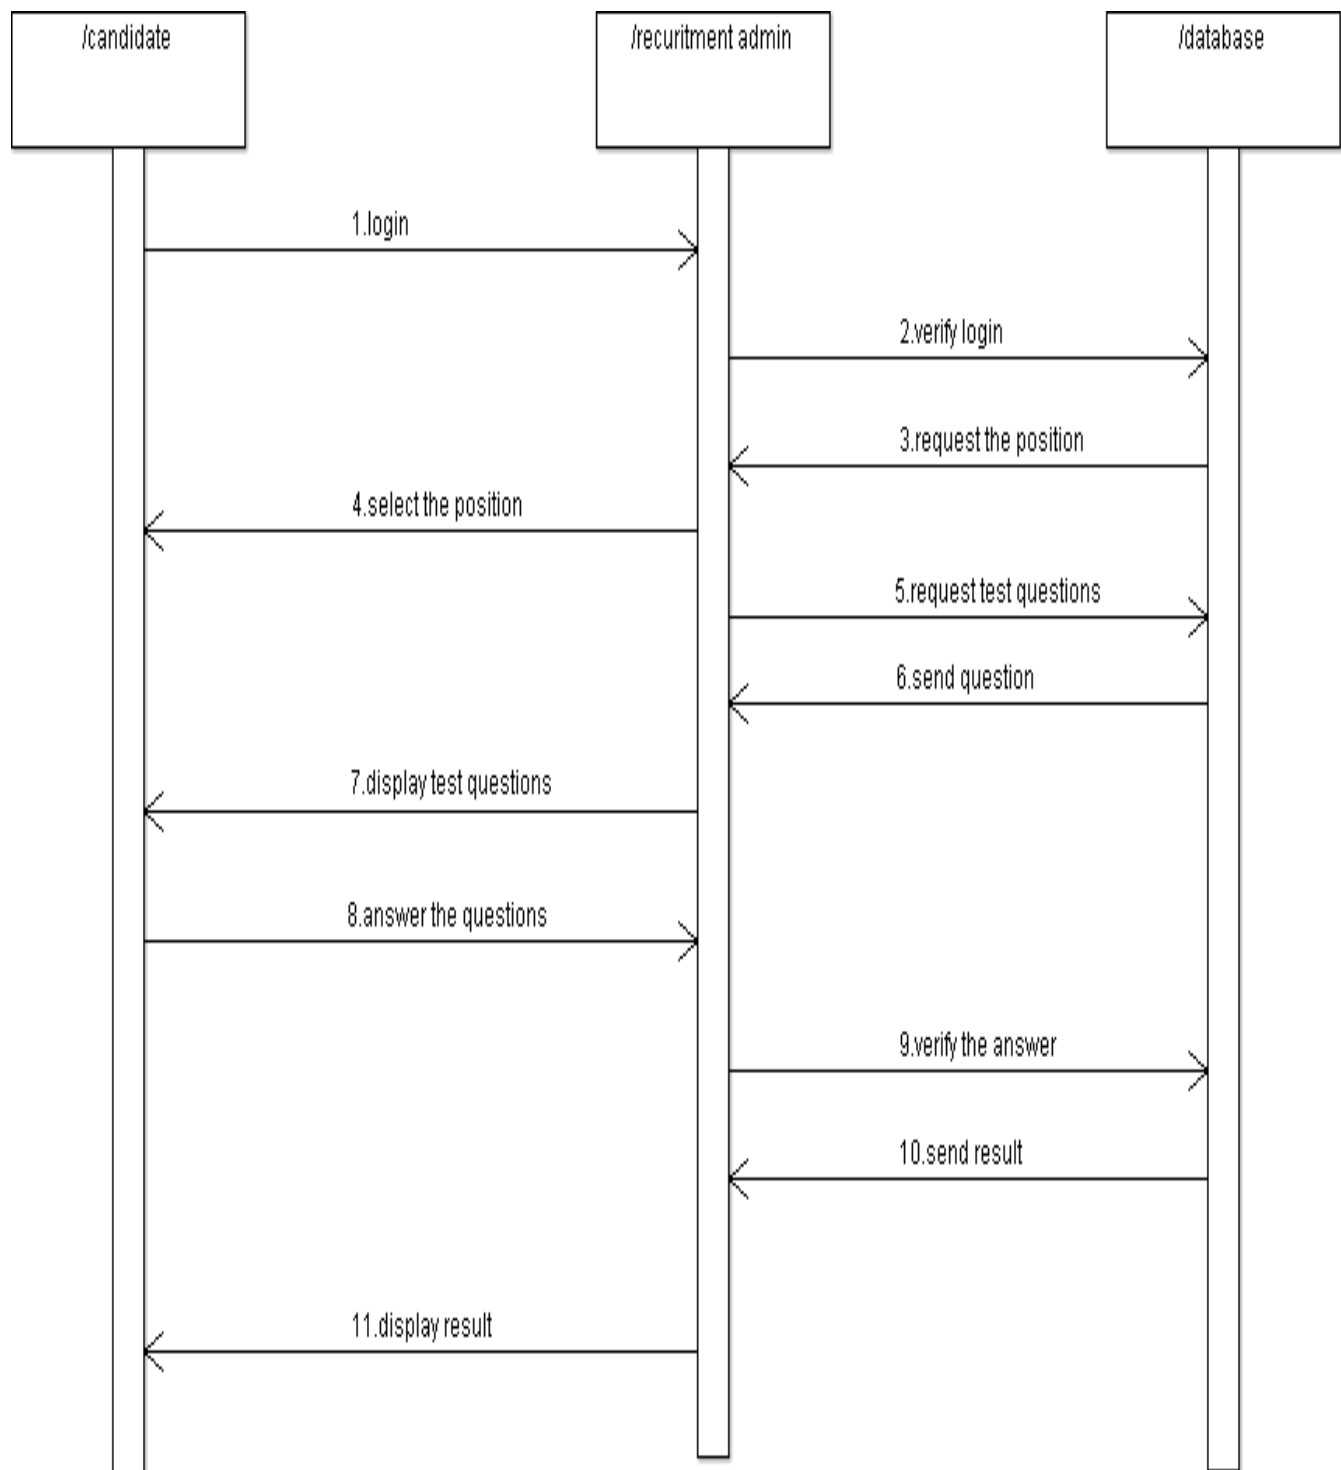 /candidate
/recuritment admin
/database
1.login
2.verify login
3.request the position
4.select the position
5.request test questions
6.send question
7.display test questions
8.answer the questions
9.verify the answer
10.send result
11.display result